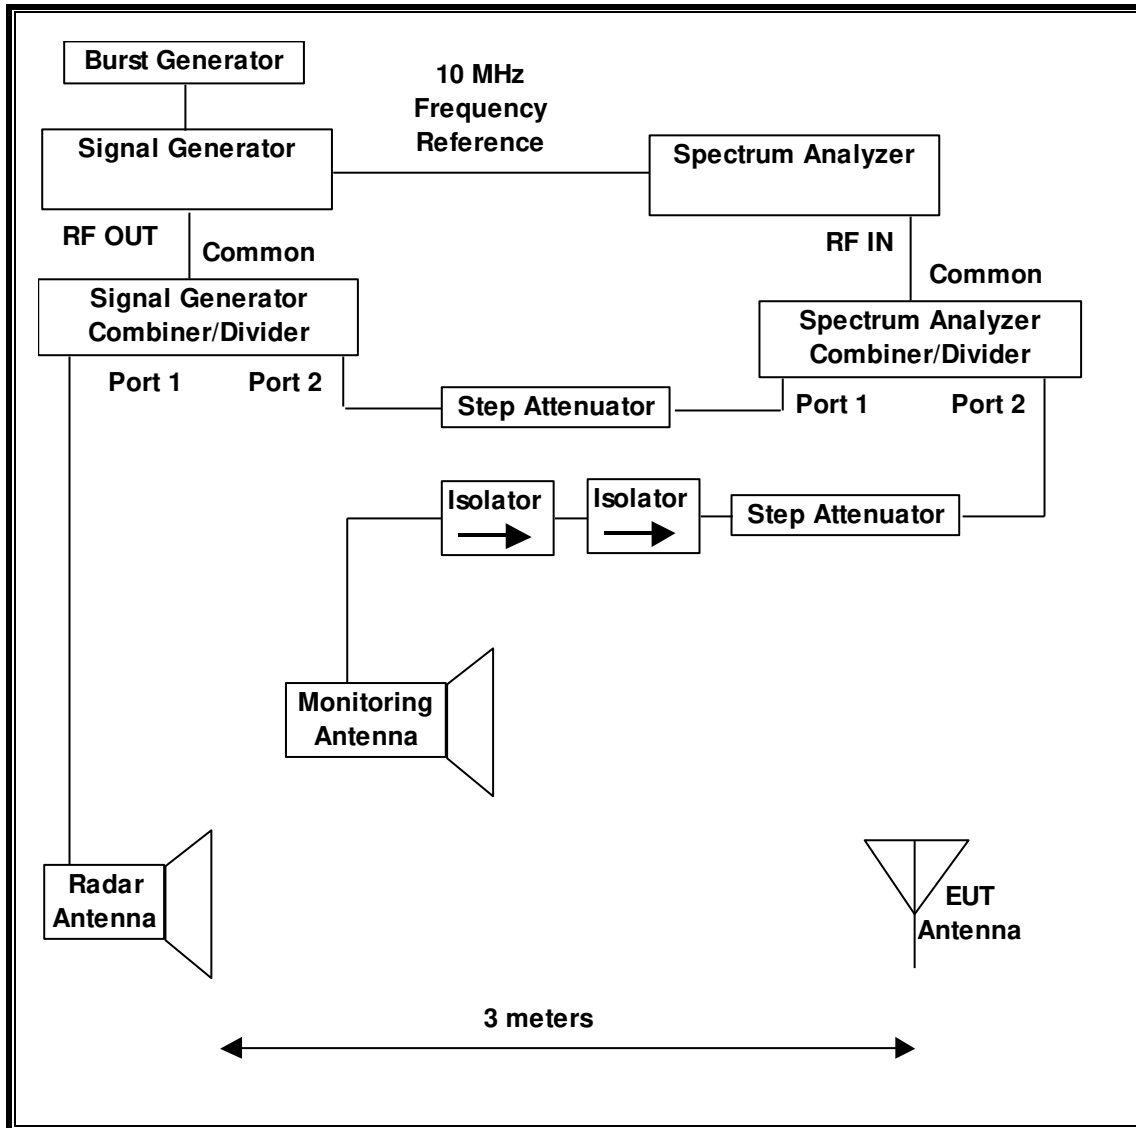 Burst Generator
10 MHz
Frequency
Reference
Signal Generator
Spectrum Analyzer
RF OUT
Common
RF IN
Common
Signal Generator
Combiner/Divider
Spectrum Analyzer
Combiner/Divider
Port 1
Port 2
Step Attenuator
Port 1
Port 2
Isolator
Isolator
Step Attenuator
Monitoring
Antenna
Radar
Antenna
EUT
Antenna
3 meters